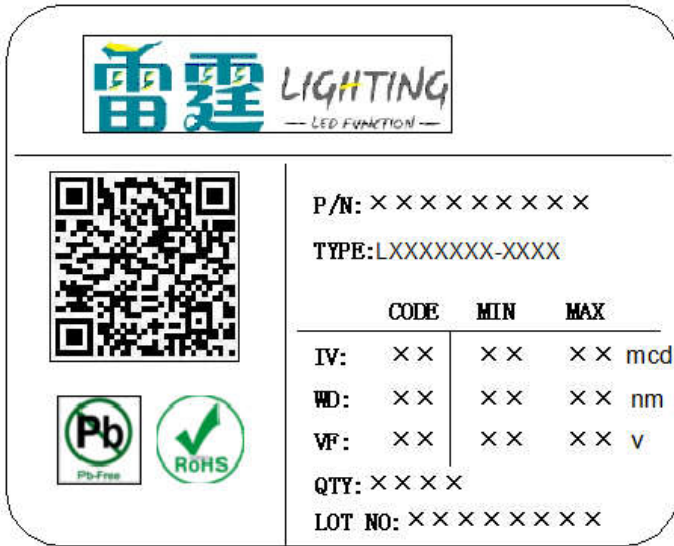 雷霆 LIGHTING
LED FUNCTION
P/N: ×××××××××
TYPE:LXXXXXXX-XXXX
CODE MIN MAX
IV: ×× ×× ×× mcd
WD: ×× ×× ×× nm
VF: ×× ×× ×× v
QTY: ××××
LOT NO: ××××××××
Pb
Pb-Free
RoHS